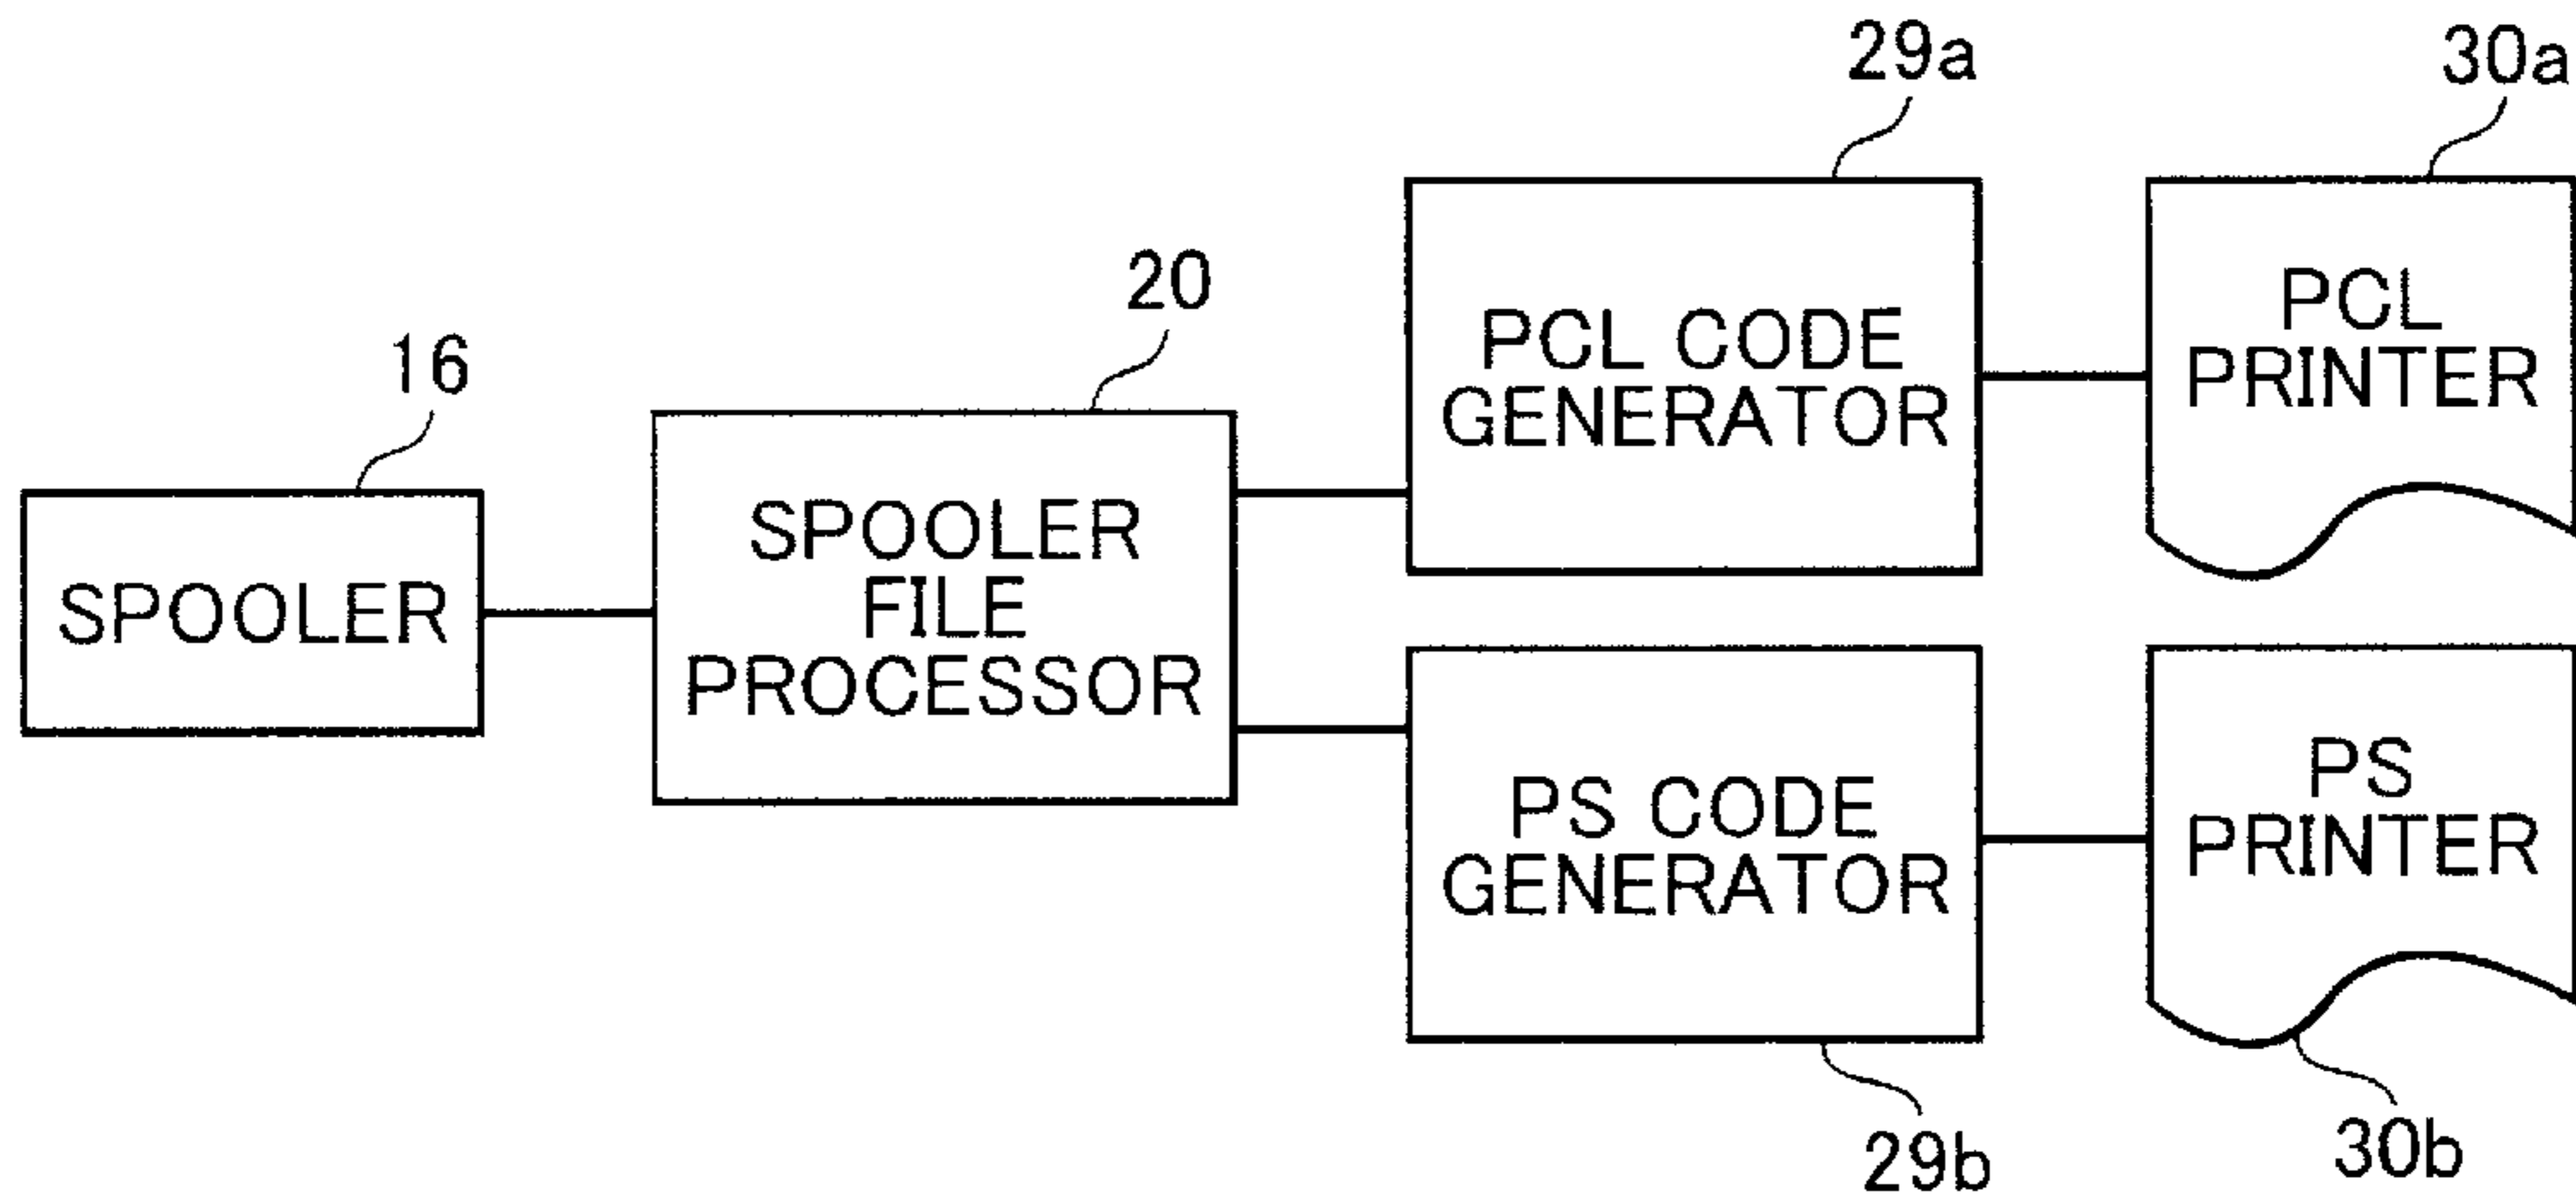 29a
30a
20
16
PCL CODE
GENERATOR
PCL
PRINTER
SPOOLER
SPOOLER
FILE
PROCESSOR
PS CODE
GENERATOR
PS
PRINTER
29b
30b